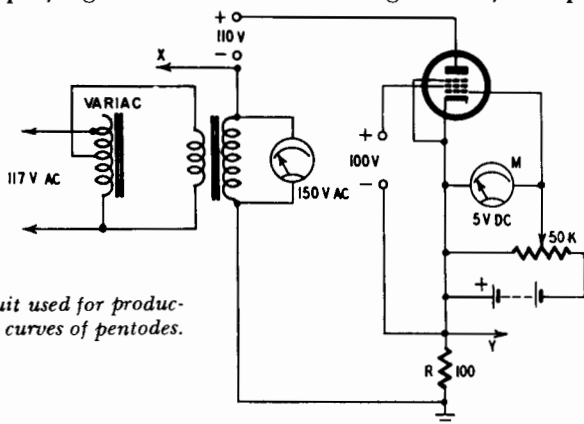 +
110 V
-
X
VARIAC
117 V AC
150 V AC
+
100 V
-
M
5 V DC
50 K
+
Y
R 100
uit used for produc-
curves of pentodes.